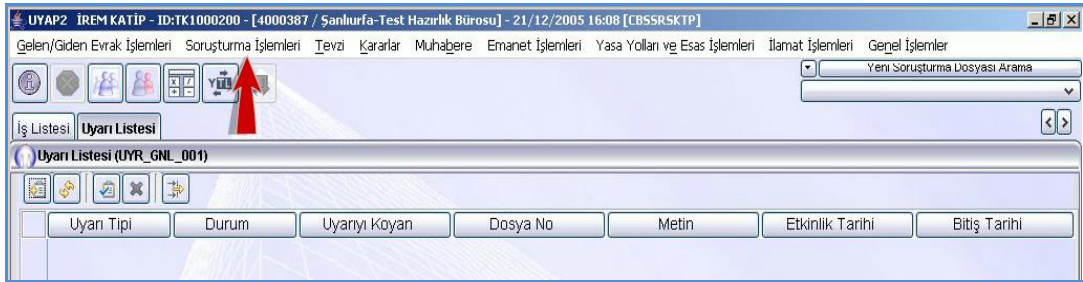 UYAP2 İREM KATİP - ID:TK1000200 - [4000387 / Şanlıurfa-Test Hazırlık Bürosu] - 21/12/2005 16:08 [CBSSRSKTP]
Gelen/Giden Evrak İşlemleri Soruşturma İşlemleri Tevzi Kararlar Muhabere Emanet İşlemleri Yasa Yolları ve Esas İşlemleri İlamat İşlemleri Genel İşlemler
Yeni Soruşturma Dosyası Arama
YTL
İş Listesi Uyarı Listesi
Uyarı Listesi (UYR_GNL_001)
Uyarı Tipi Durum Uyarıyı Koyan Dosya No Metin Etkinlik Tarihi Bitiş Tarihi